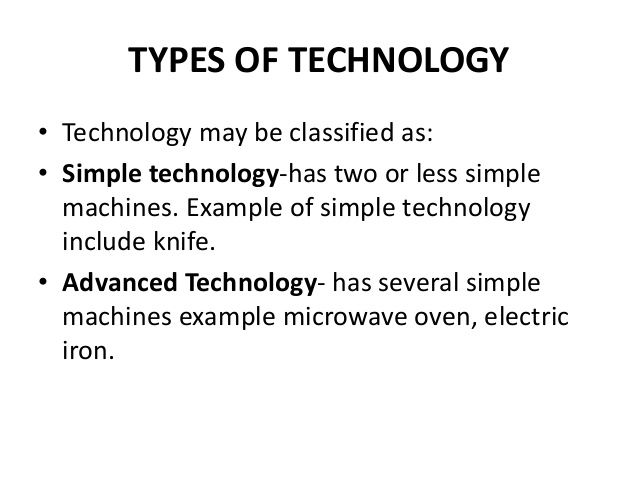 TYPES OF TECHNOLOGY
• Technology may be classified as:
• Simple technology-has two or less simple
machines. Example of simple technology
include knife.
• Advanced Technology- has several simple
machines example microwave oven, electric
iron.